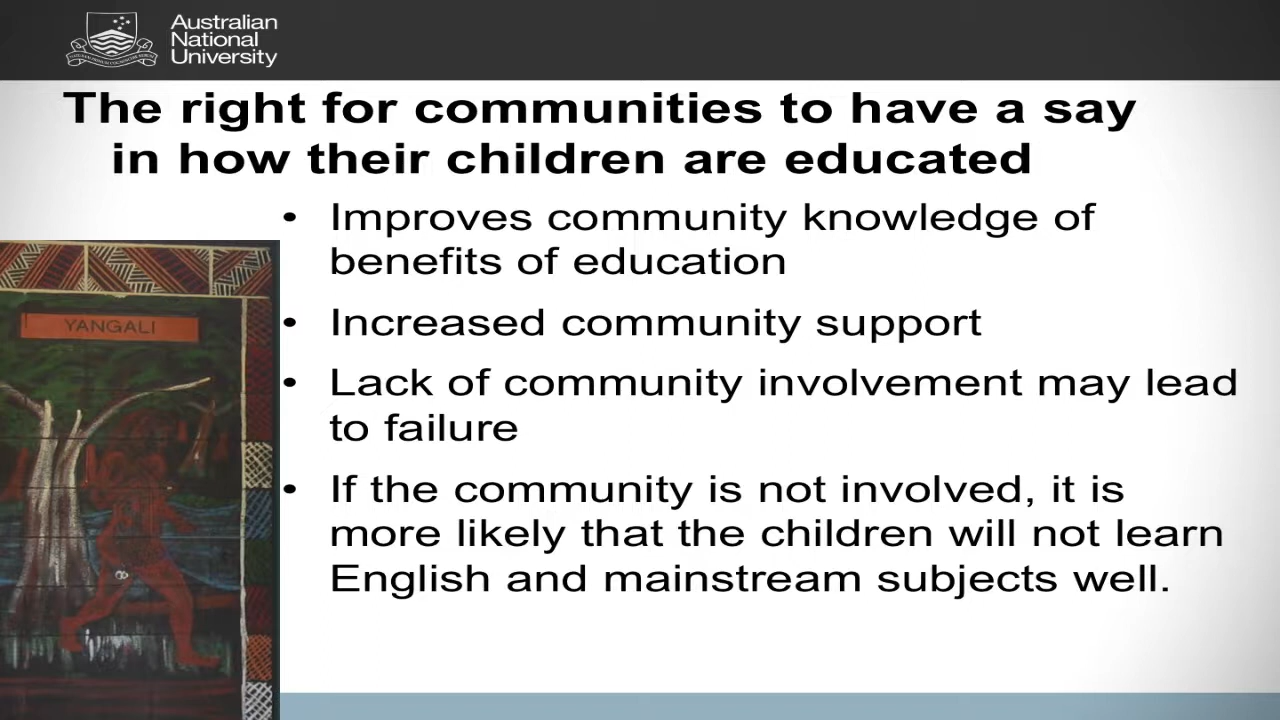 Australian
National
University
The right for communities to have a say
in how their children are educated
• Improves community knowledge of
benefits of education
• Increased community support
• Lack of community involvement may lead
to failure
• If the community is not involved, it is
more likely that the children will not learn
English and mainstream subjects well.
YANGALI